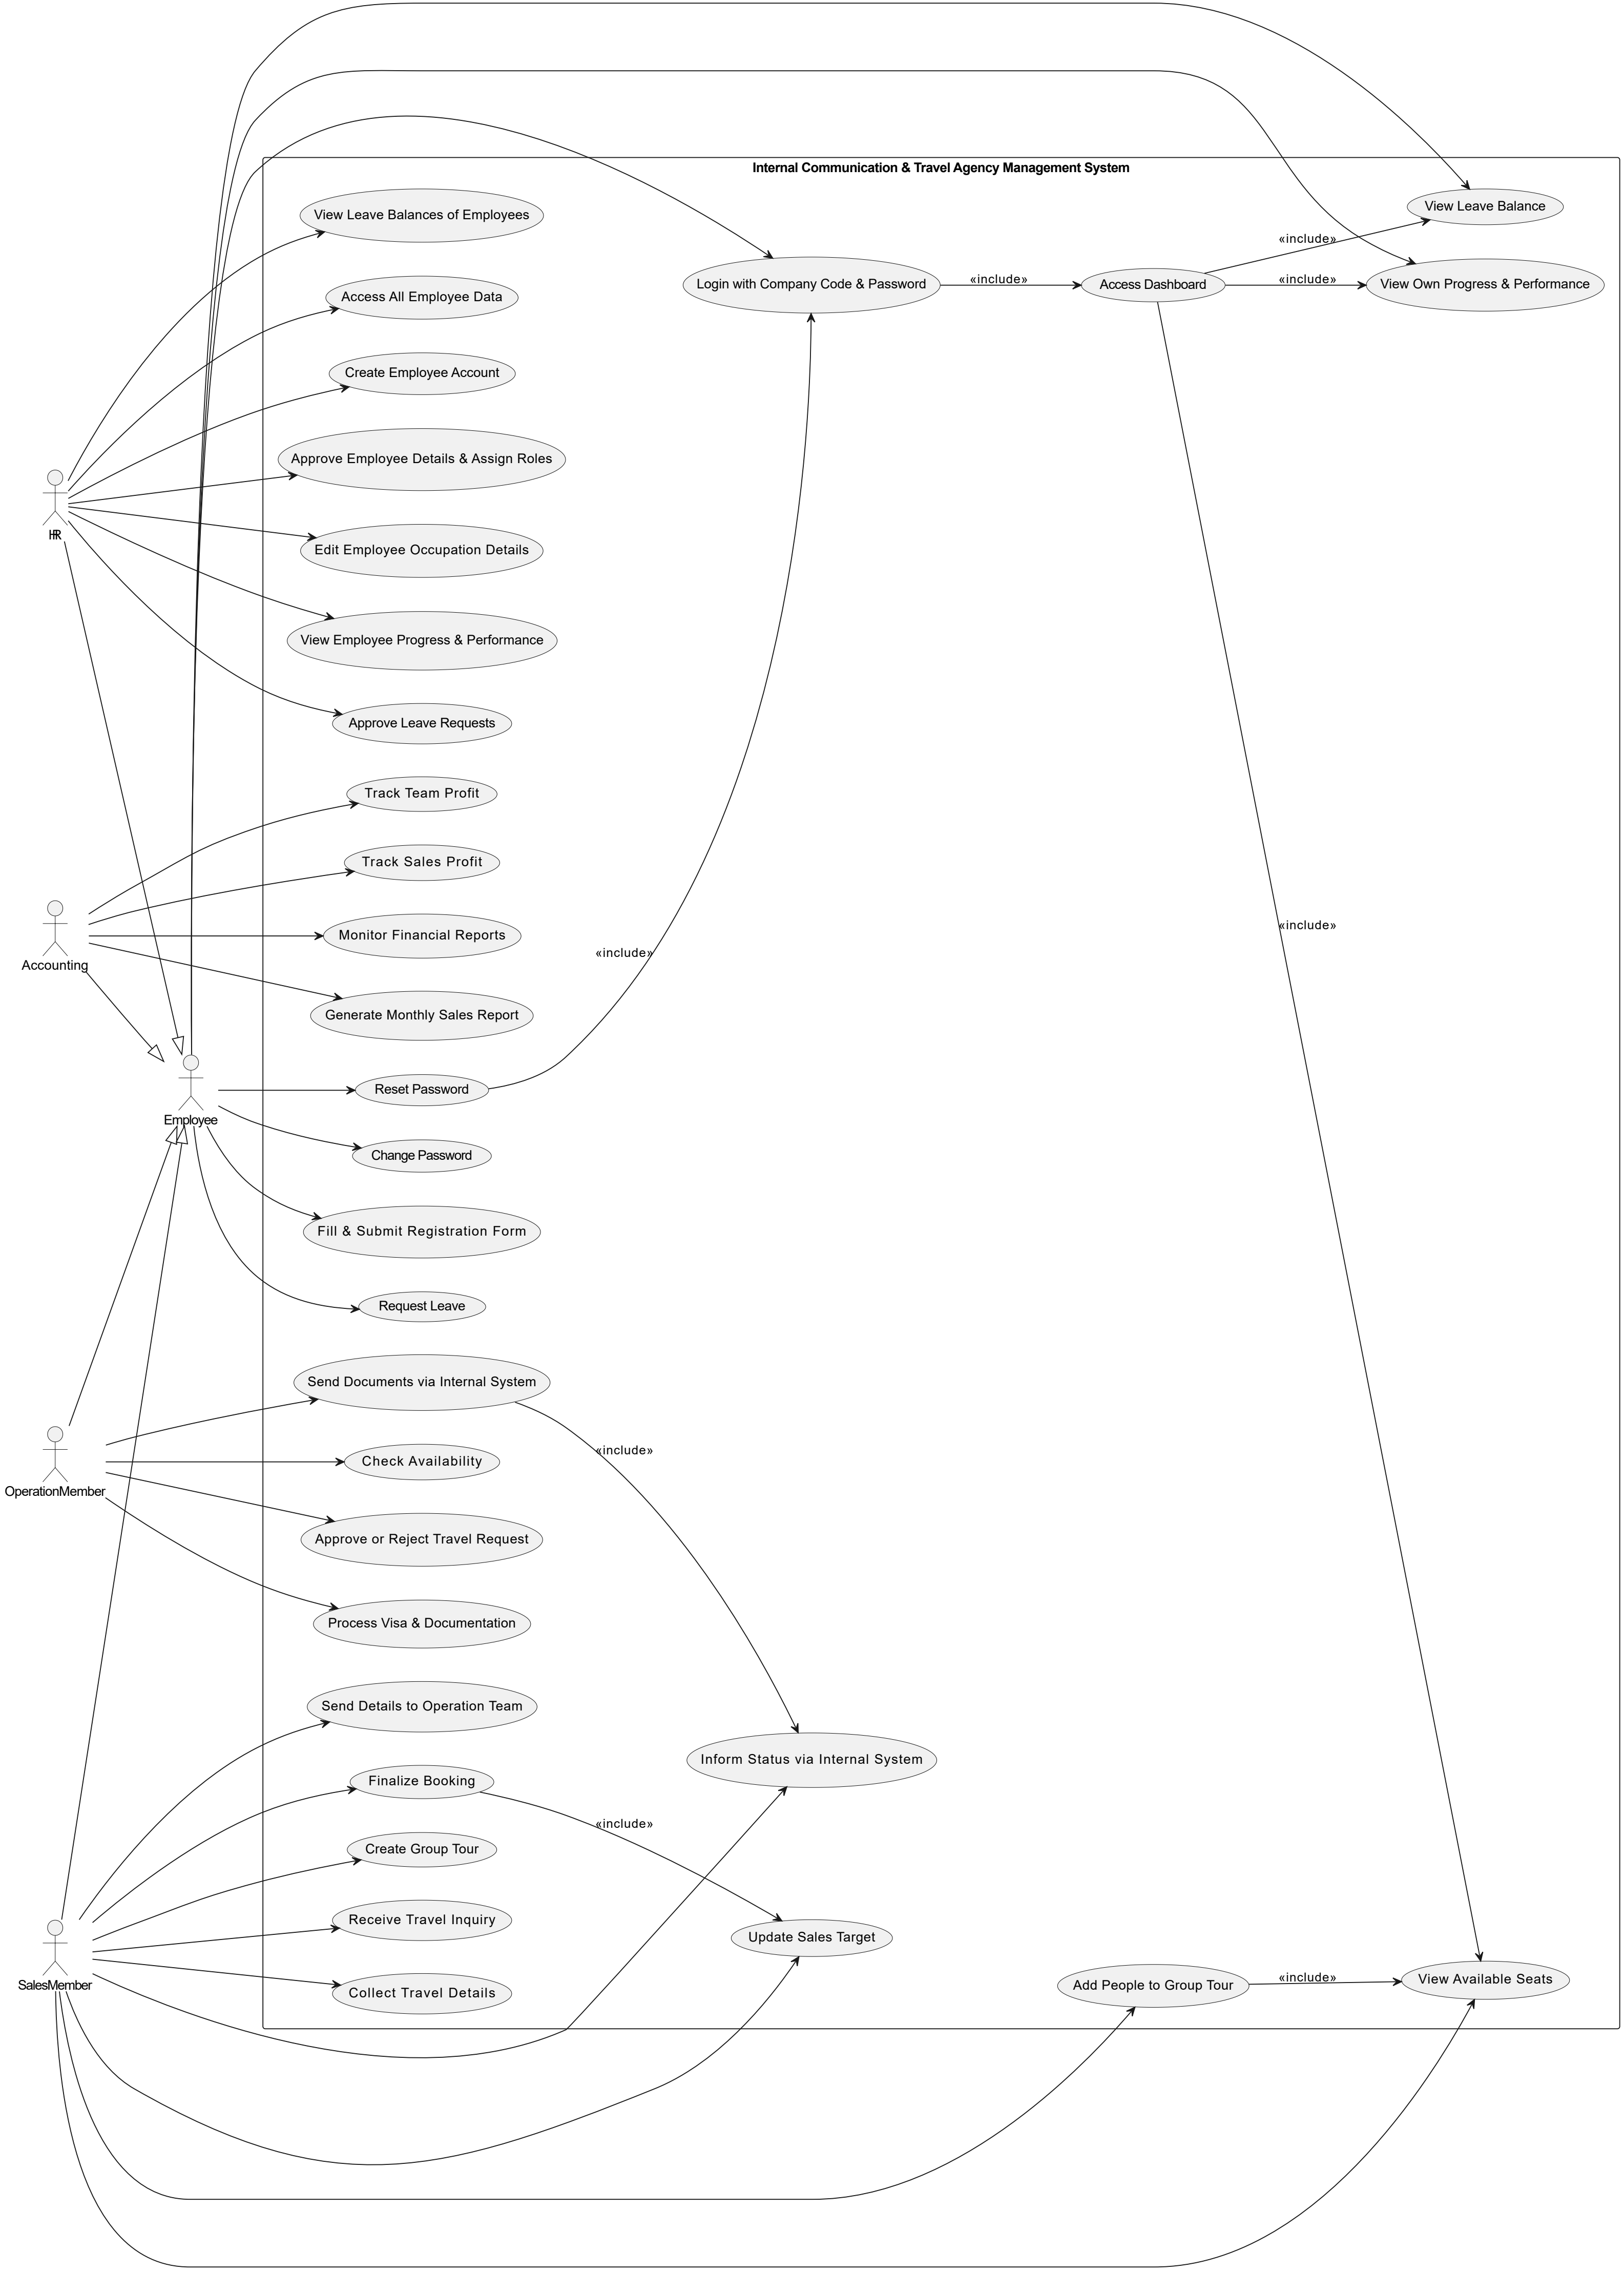 Internal Communication & Travel Agency Management System
View Leave Balances of Employees
View Leave Balance
«include»
Login with Company Code & Password
«include»
Access Dashboard
«include»
View Own Progress & Performance
Access All Employee Data
Create Employee Account
Approve Employee Details & Assign Roles
HR
Edit Employee Occupation Details
View Employee Progress & Performance
Approve Leave Requests
Track Team Profit
Track Sales Profit
«include»
Monitor Financial Reports
«include»
Accounting
Generate Monthly Sales Report
Reset Password
Employee
Change Password
Fill & Submit Registration Form
Request Leave
Send Documents via Internal System
«include»
Check Availability
OperationMember
Approve or Reject Travel Request
Process Visa & Documentation
Send Details to Operation Team
Inform Status via Internal System
Finalize Booking
«include»
Create Group Tour
Receive Travel Inquiry
Update Sales Target
«include»
View Available Seats
SalesMember
Add People to Group Tour
Collect Travel Details